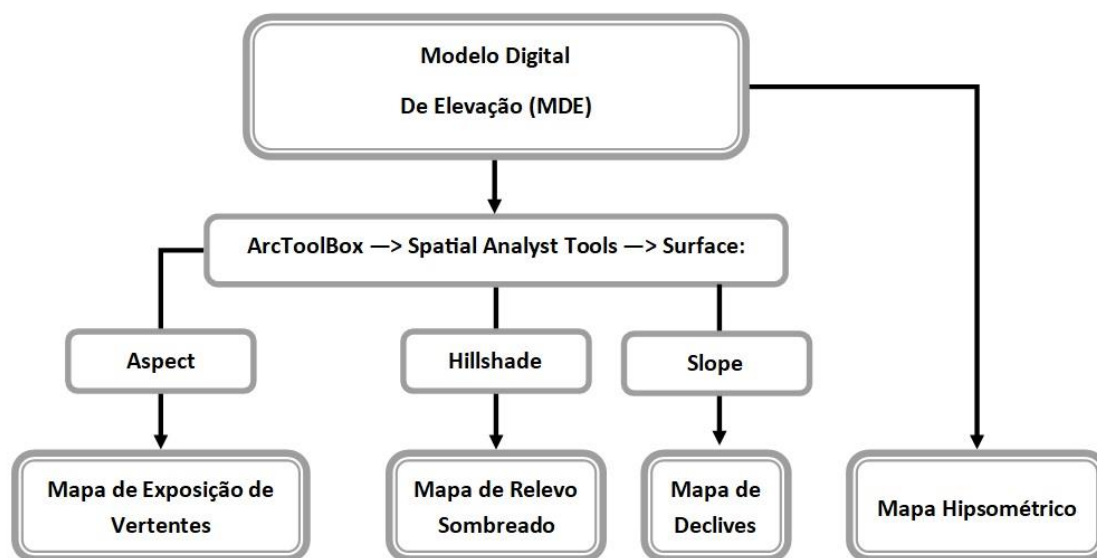 Modelo Digital
De Elevação (MDE)
ArcToolBox —> Spatial Analyst Tools —> Surface:
Aspect
Hillshade
Slope
Mapa de Exposição de
Vertentes
Mapa de Relevo
Sombreado
Mapa de
Declives
Mapa Hipsométrico